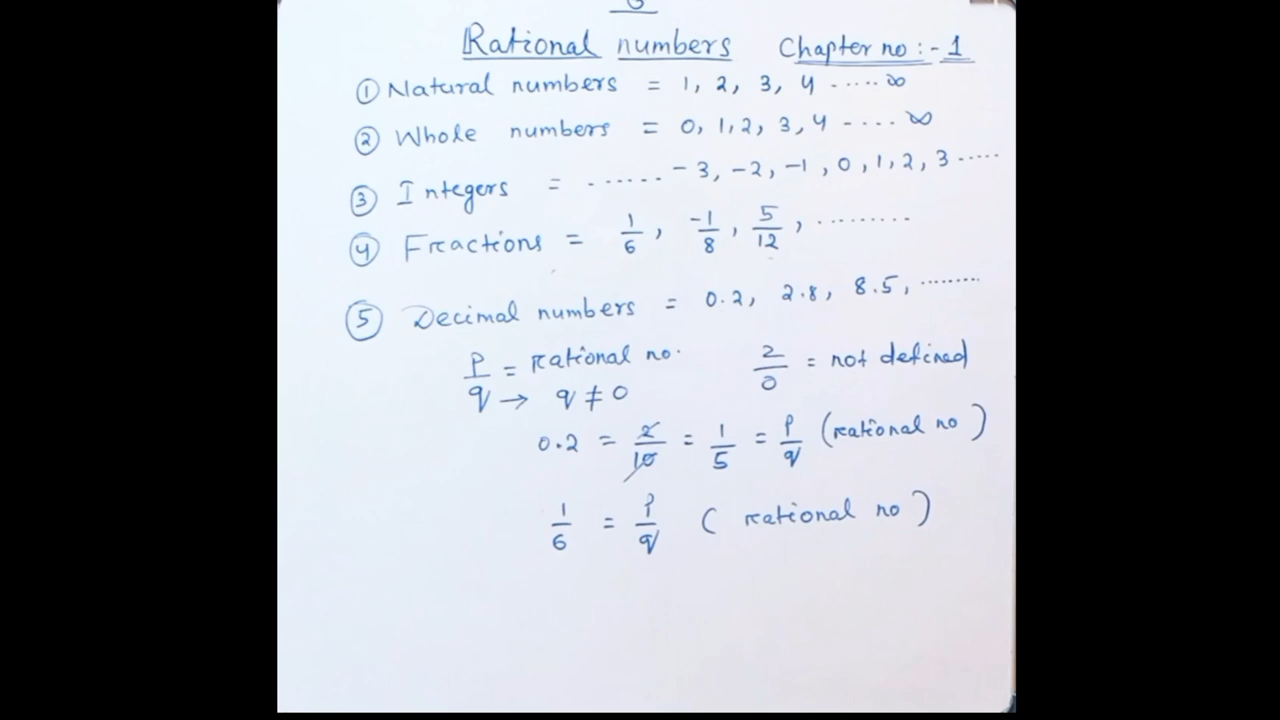 Rational numbers Chapter no :- 1
① Natural numbers = 1, 2, 3, 4 ...... ∞
② Whole numbers = 0, 1, 2, 3, 4 ..... ∞
③ Integers = ....... -3, -2, -1, 0, 1, 2, 3 .....
④ Fractions = 1/6, -1/8, 5/12, .........
⑤ Decimal numbers = 0.2, 2.8, 8.5, ........
p/q = rational no. 2/0 = not defined
q → q ≠ 0
0.2 = 2/10 = 1/5 = p/q (rational no)
1/6 = p/q ( rational no )